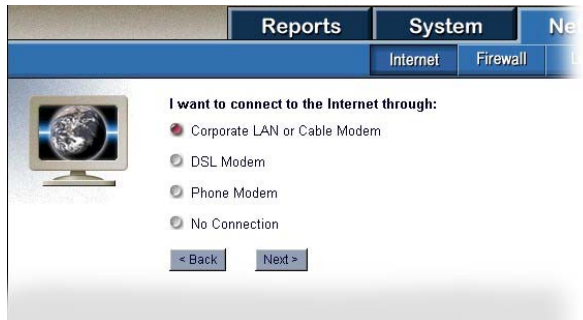 Reports System Ne
Internet Firewall
I want to connect to the Internet through:
Corporate LAN or Cable Modem
DSL Modem
Phone Modem
No Connection
< Back Next >